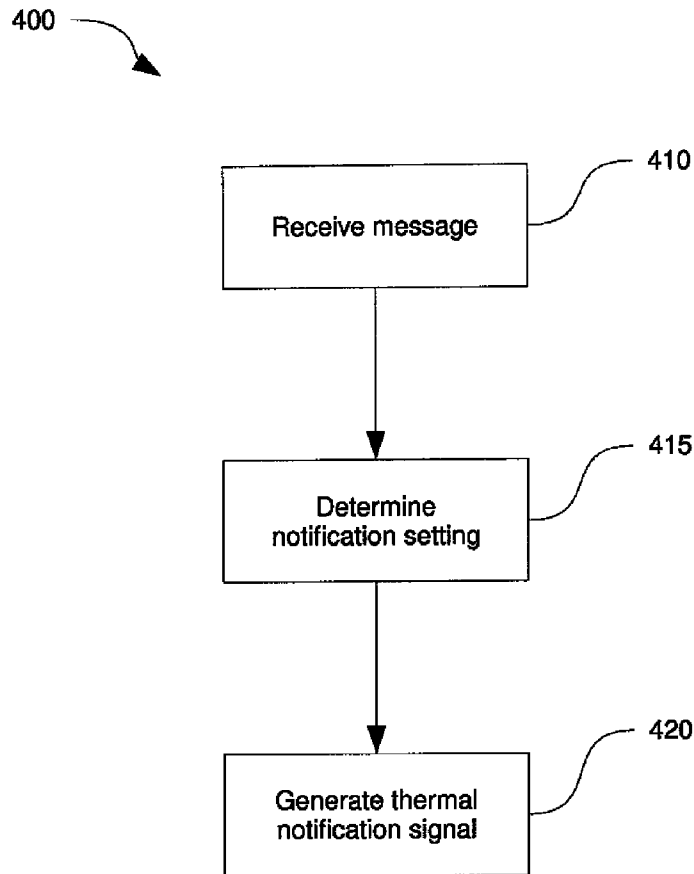 400
410
Receive message
415
Determine
notification setting
420
Generate thermal
notification signal